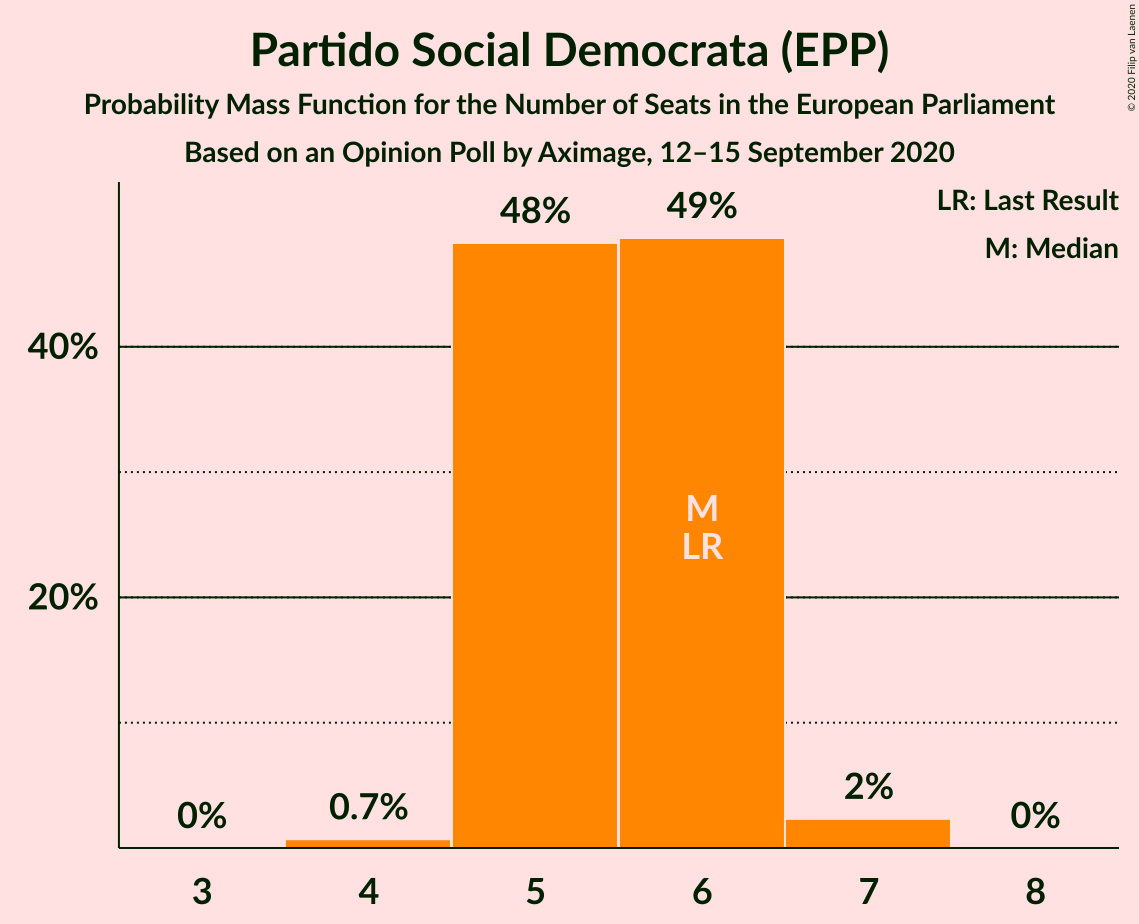 Partido Social Democrata (EPP)
Probability Mass Function for the Number of Seats in the European Parliament
Based on an Opinion Poll by Aximage, 12–15 September 2020
© 2020 Filip van Laenen
LR: Last Result
M: Median
48%
49%
40%
M
LR
20%
0%
0.7%
2%
0%
3
4
5
6
7
8